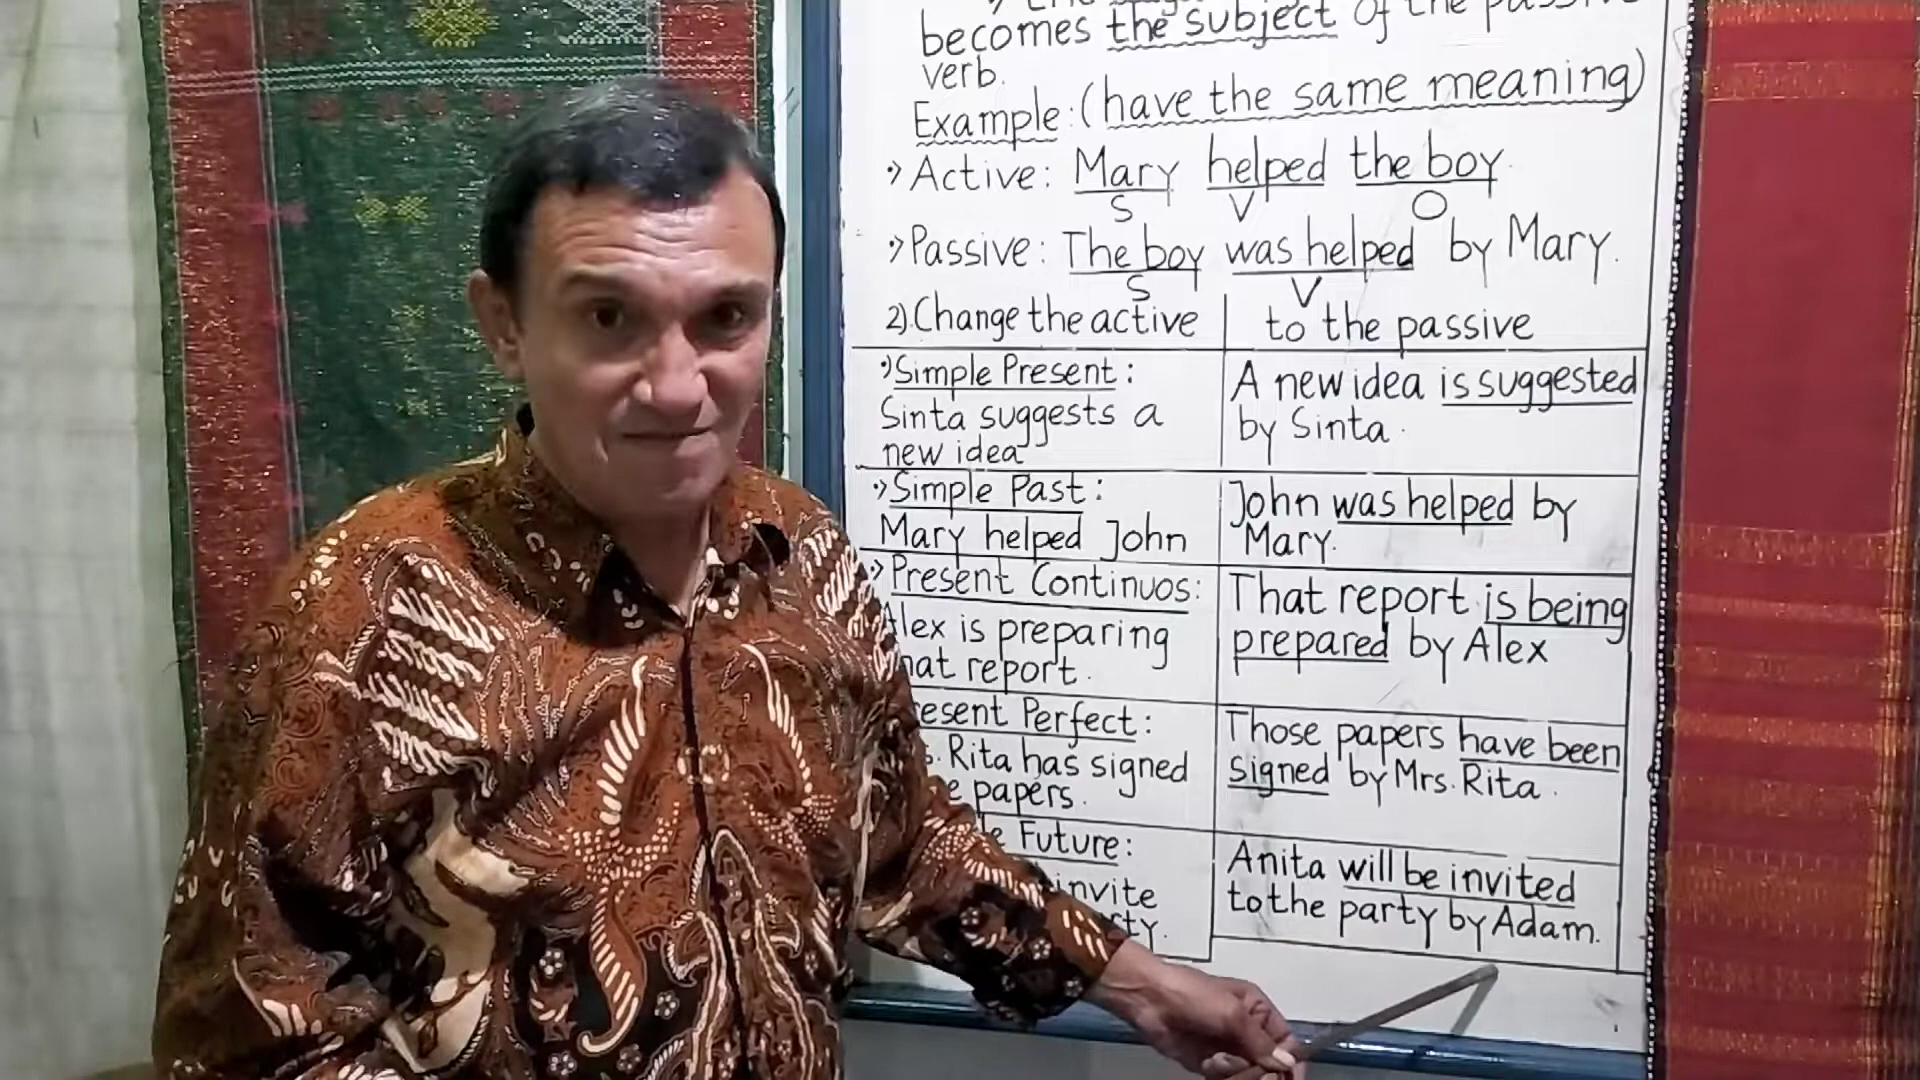 becomes the subject of the
verb.
Example: (have the same meaning)
Active: Mary helped the boy.
S V O
Passive: The boy was helped by Mary.
S V
2). Change the active to the passive
Simple Present:
Sinta suggests a
new idea
A new idea is suggested
by Sinta.
Simple Past:
Mary helped John
John was helped by
Mary.
Present Continuos:
lex is preparing
hat report.
That report is being
prepared by Alex
esent Perfect:
s. Rita has signed
e papers.
Those papers have been
signed by Mrs. Rita.
e Future:
invite
ty.
Anita will be invited
to the party by Adam.